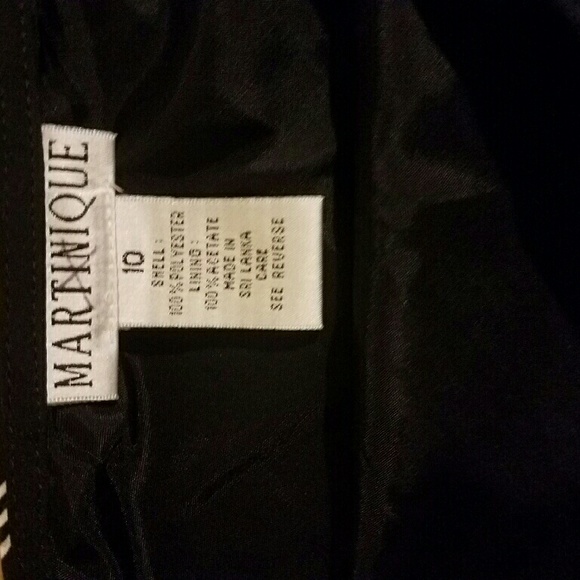 MARTINIQUE
10
SHELL:
100% POLYESTER
LINING:
100% ACETATE
MADE IN
SRI LANKA
CARE
SEE REVERSE